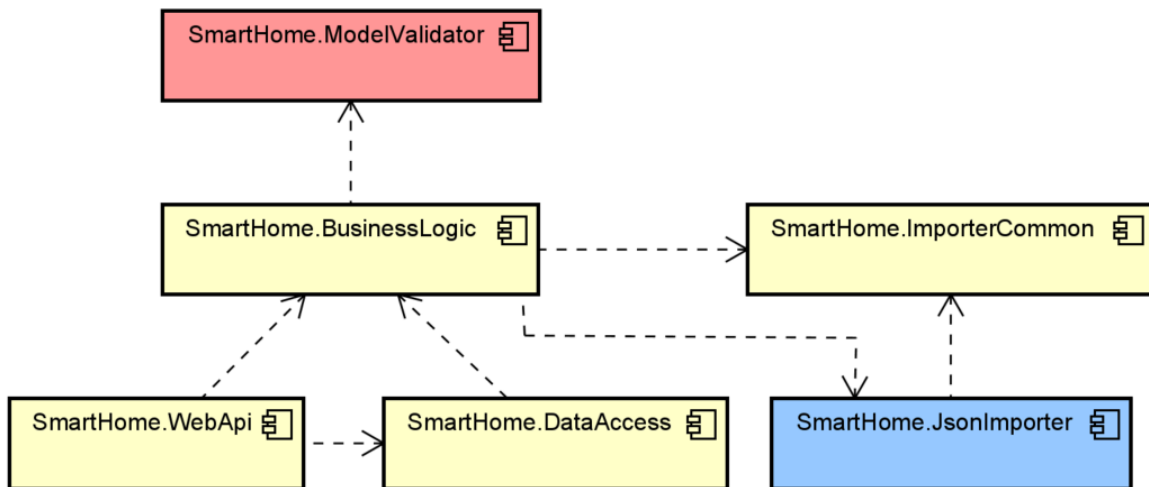 SmartHome.ModelValidator
SmartHome.BusinessLogic
SmartHome.ImporterCommon
SmartHome.WebApi
SmartHome.DataAccess
SmartHome.JsonImporter